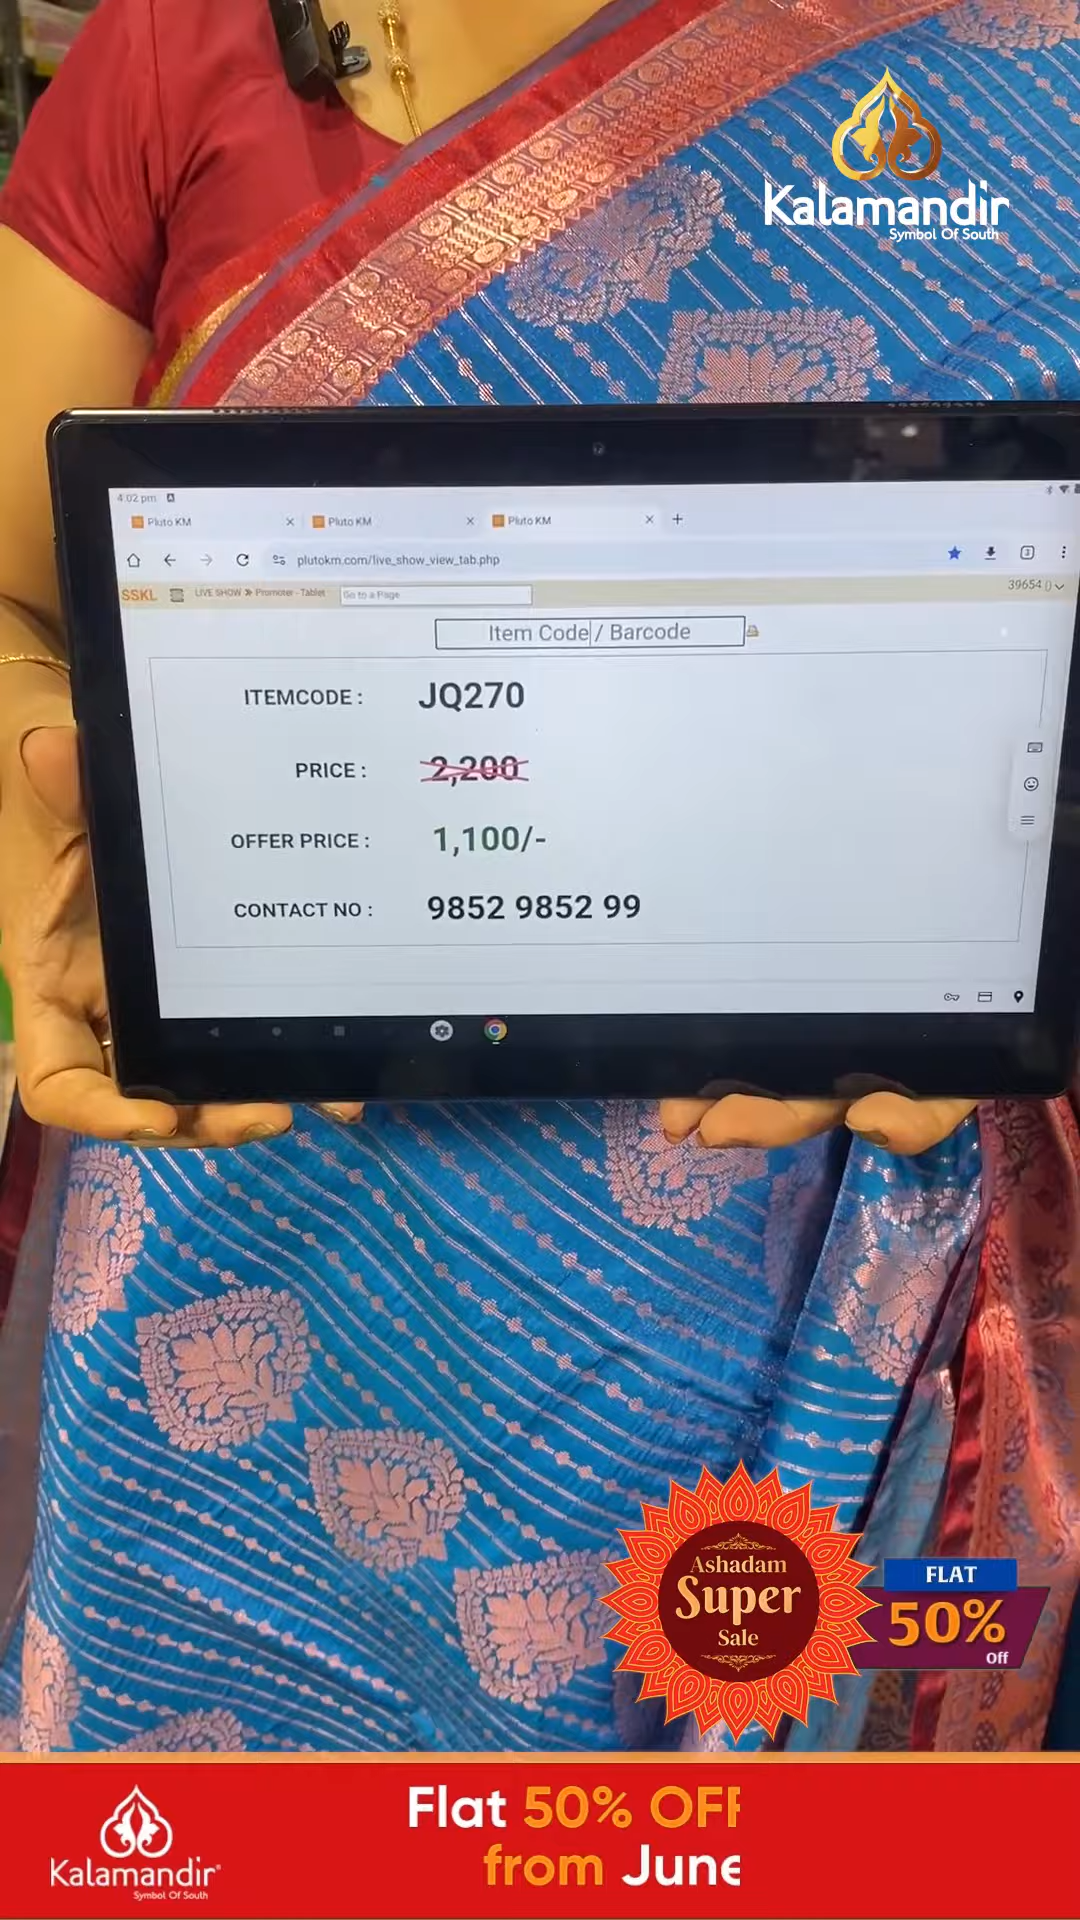 Kalamandir
Symbol Of South
4:02 pm
Pluto KM
Pluto KM
Pluto KM
plutokm.com/live_show_view_tab.php
SSKL
LIVE SHOW » Promoter - Tablet
Go to a Page
39654 ()
Item Code / Barcode
ITEMCODE : JQ270
PRICE : 2,200
OFFER PRICE : 1,100/-
CONTACT NO : 9852 9852 99
Ashadam
Super
Sale
FLAT
50%
Off
Kalamandir
Symbol Of South
Flat 50% OFF
from June